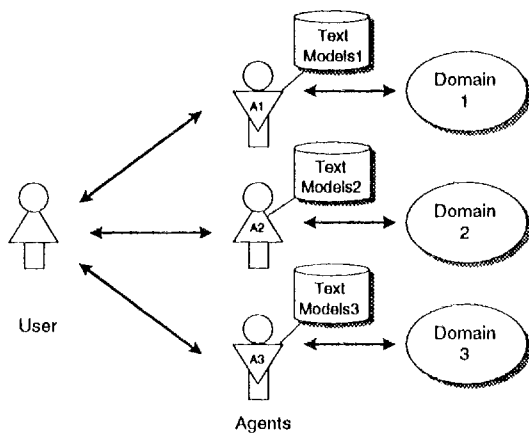 Text
Models1
A1
Domain
1
Text
Models2
A2
Domain
2
Text
Models3
A3
Domain
3
User
Agents